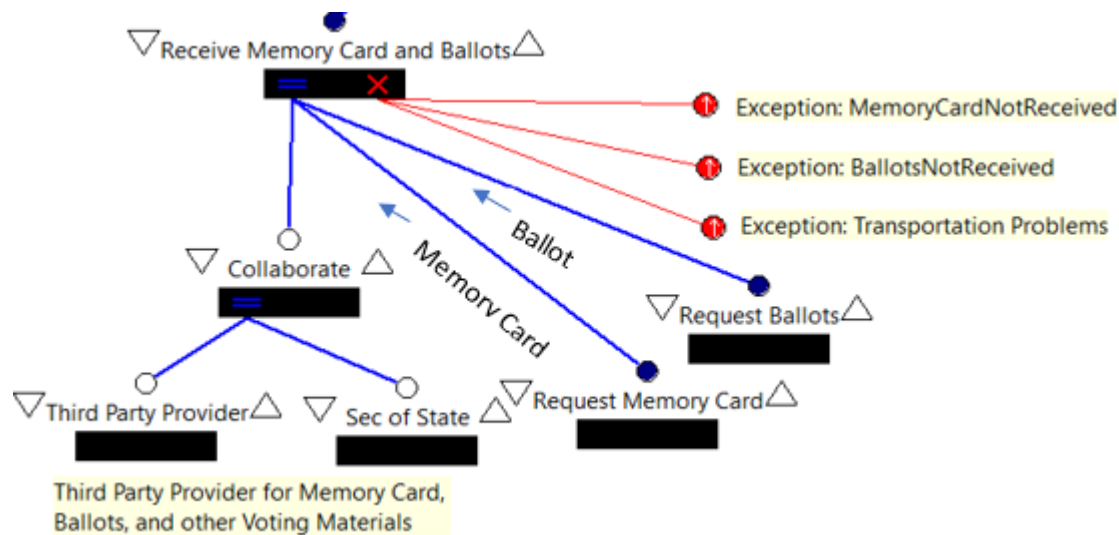 Receive Memory Card and Ballots
Exception: MemoryCardNotReceived
Exception: BallotsNotReceived
Exception: Transportation Problems
Ballot
Memory Card
Collaborate
Request Ballots
Request Memory Card
Third Party Provider
Sec of State
Third Party Provider for Memory Card,
Ballots, and other Voting Materials